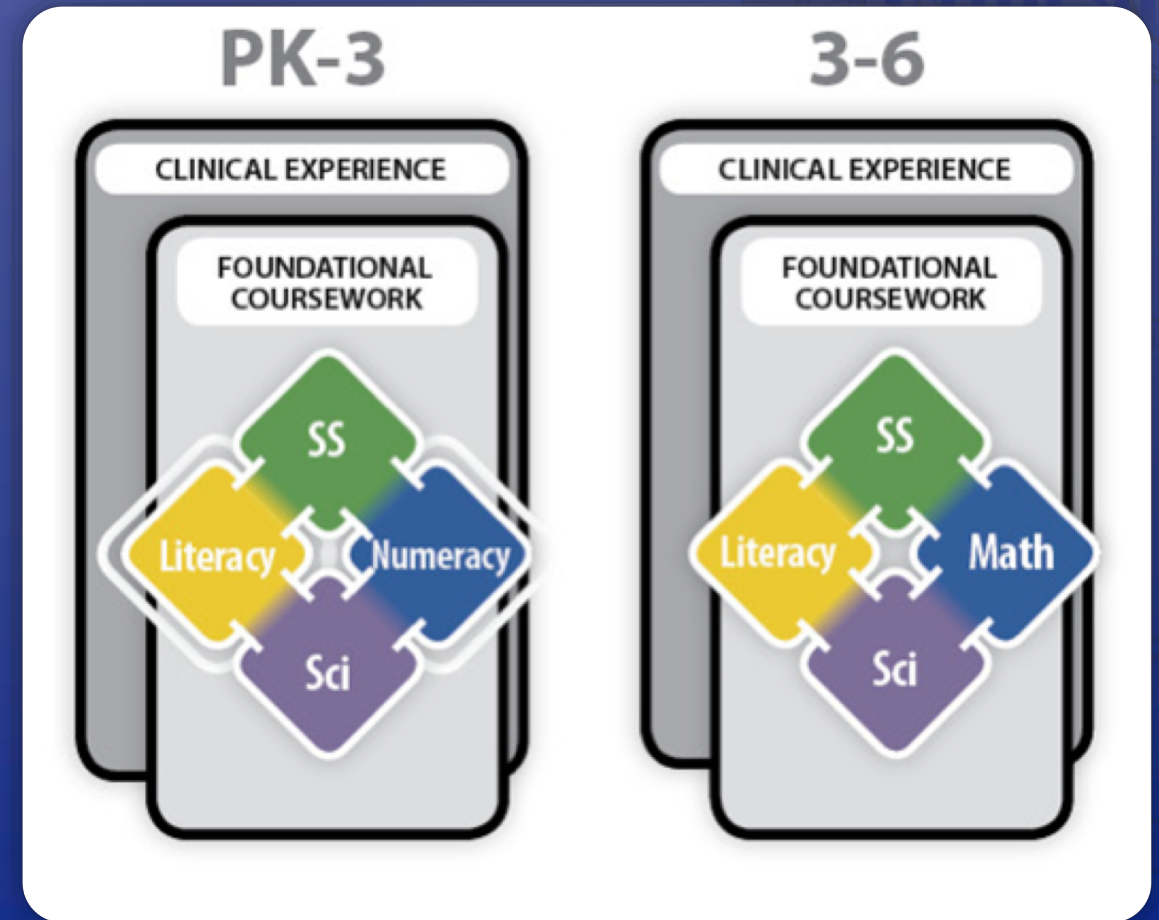 PK-3
CLINICAL EXPERIENCE
FOUNDATIONAL
COURSEWORK
SS
Literacy
Numeracy
Sci
3-6
CLINICAL EXPERIENCE
FOUNDATIONAL
COURSEWORK
SS
Literacy
Math
Sci